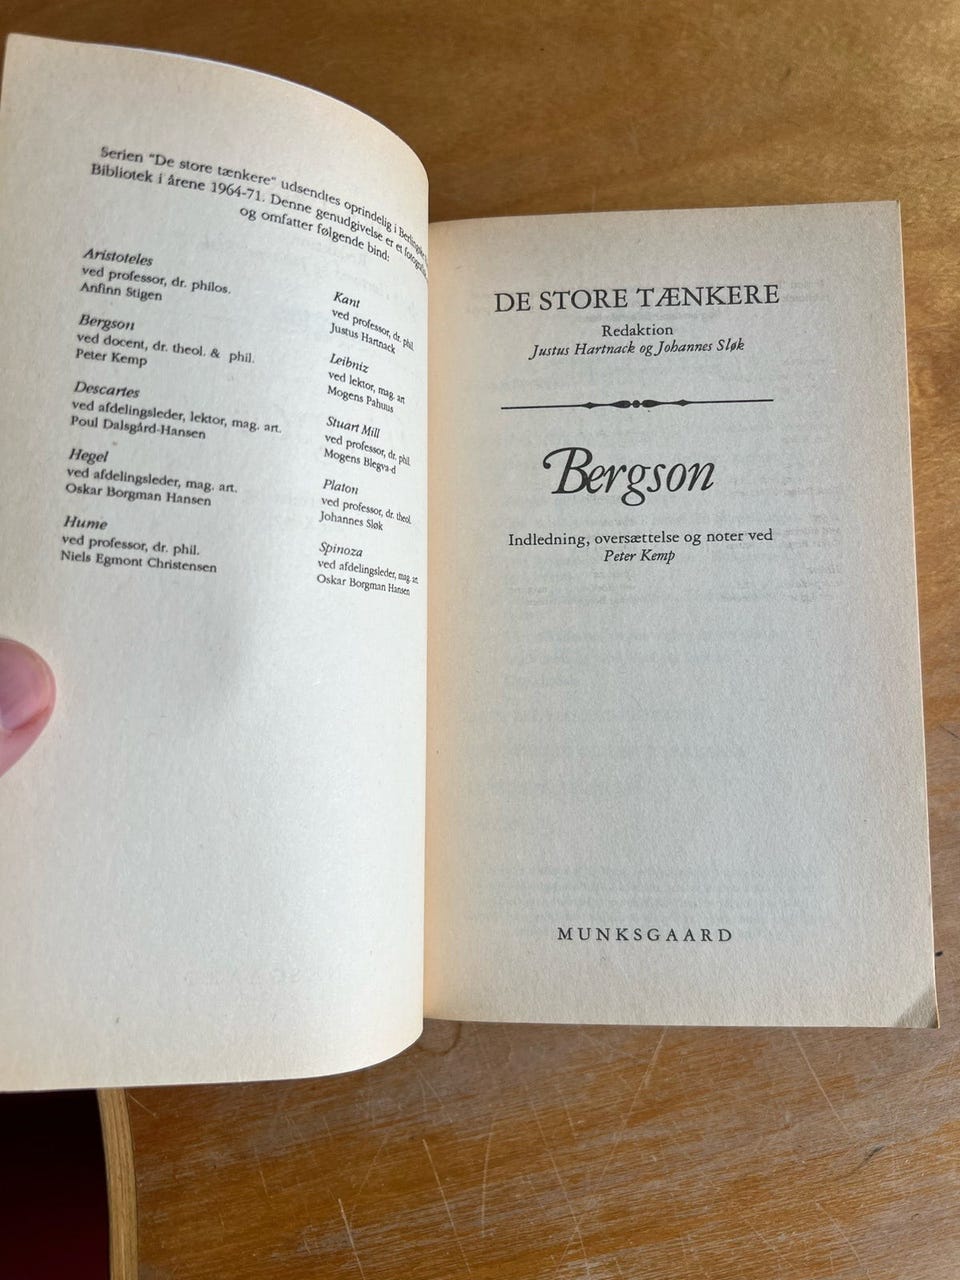 Serien "De store tænkere" udsendtes oprindelig i
Bibliotek i årene 1964-71. Denne genudgivelse er et
og omfatter følgende bind:
Aristoteles
ved professor, dr. philos.
Anfinn Stigen
Bergson
ved docent, dr. theol. & phil.
Peter Kemp
Descartes
ved afdelingsleder, lektor, mag. art.
Poul Dalsgård-Hansen
Hegel
ved afdelingsleder, mag. art.
Oskar Borgman Hansen
Hume
ved professor, dr. phil.
Niels Egmont Christensen
Kant
ved professor, dr. phil.
Justus Hartnack
Leibniz
ved lektor, mag. art
Mogens Pahuus
Stuart Mill
ved professor, dr. phil.
Mogens Blegvad
Platon
ved professor, dr. theol.
Johannes Sløk
Spinoza
ved afdelingsleder, mag. art.
Oskar Borgman Hansen
DE STORE TÆNKERE
Redaktion
Justus Hartnack og Johannes Sløk
Bergson
Indledning, oversættelse og noter ved
Peter Kemp
MUNKSGAARD